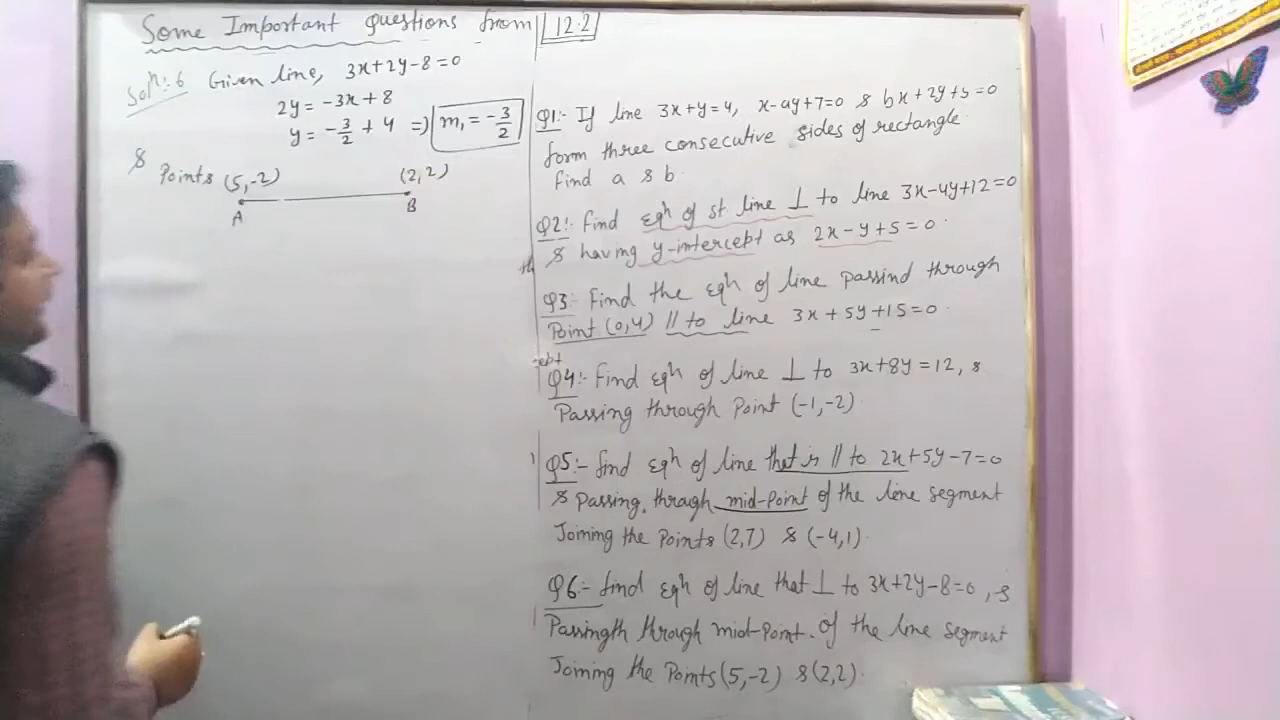 Some Important Questions from 12.2
Solⁿ:6 Given line, 3x+2y-8=0
2y = -3x+8
y = -3/2 + 4 => m₁ = -3/2
& Points (5,-2) (2,2)
A B
Q1:- If line 3x+y=4, x-ay+7=0 & bx+2y+5=0
form three consecutive sides of rectangle
find a & b.
Q2:- find eqⁿ of st. line ⊥ to line 3x-4y+12=0
& having y-intercept as 2x-y+5=0.
Q3:- Find the eqⁿ of line passind through
Point (0,4) // to line 3x+5y+15=0.
Q4:- Find eqⁿ of line ⊥ to 3x+8y=12, &
Passing through Point (-1,-2).
Q5:- find eqⁿ of line that is // to 2x+5y-7=0
& passing through mid-point of the line segment
Joining the Points (2,7) & (-4,1).
Q6:- find eqⁿ of line that ⊥ to 3x+2y-8=0, &
Passingth through mid-Point. of the line segment
Joining the Points (5,-2) & (2,2).